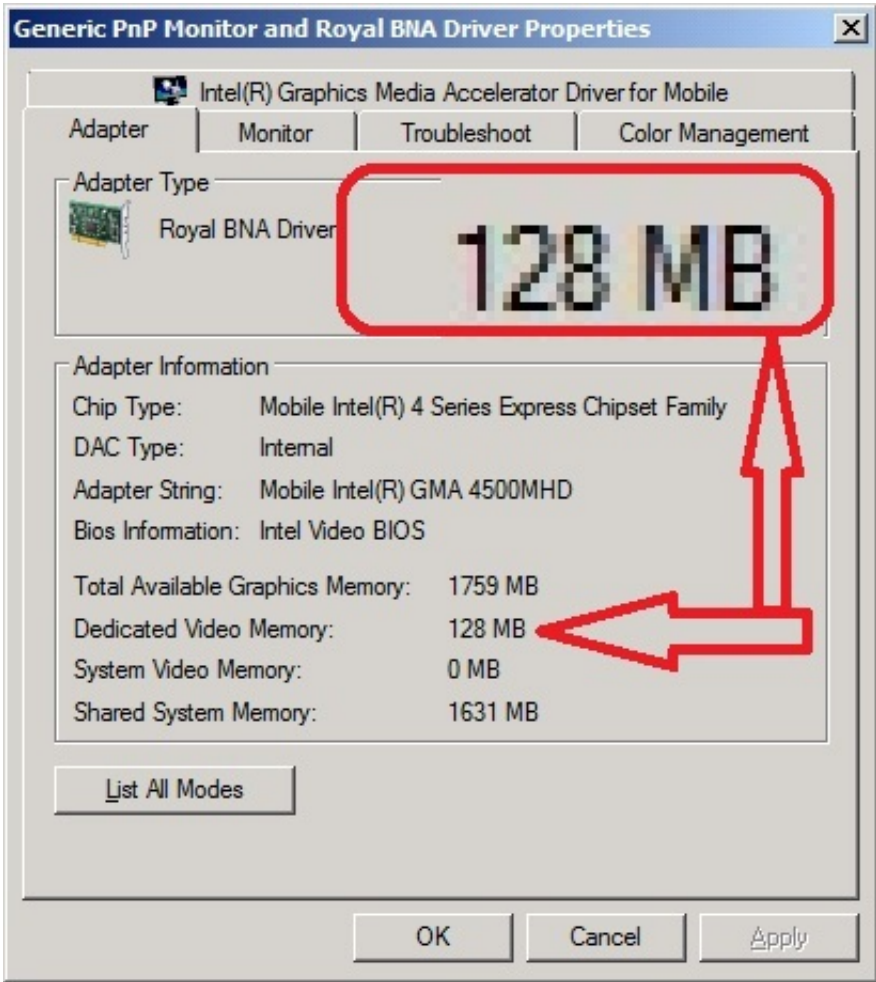 Generic PnP Monitor and Royal BNA Driver Properties
Intel(R) Graphics Media Accelerator Driver for Mobile
Adapter Monitor Troubleshoot Color Management
Adapter Type
Royal BNA Driver
128 MB
Adapter Information
Chip Type: Mobile Intel(R) 4 Series Express Chipset Family
DAC Type: Internal
Adapter String: Mobile Intel(R) GMA 4500MHD
Bios Information: Intel Video BIOS
Total Available Graphics Memory: 1759 MB
Dedicated Video Memory: 128 MB
System Video Memory: 0 MB
Shared System Memory: 1631 MB
List All Modes
OK Cancel Apply